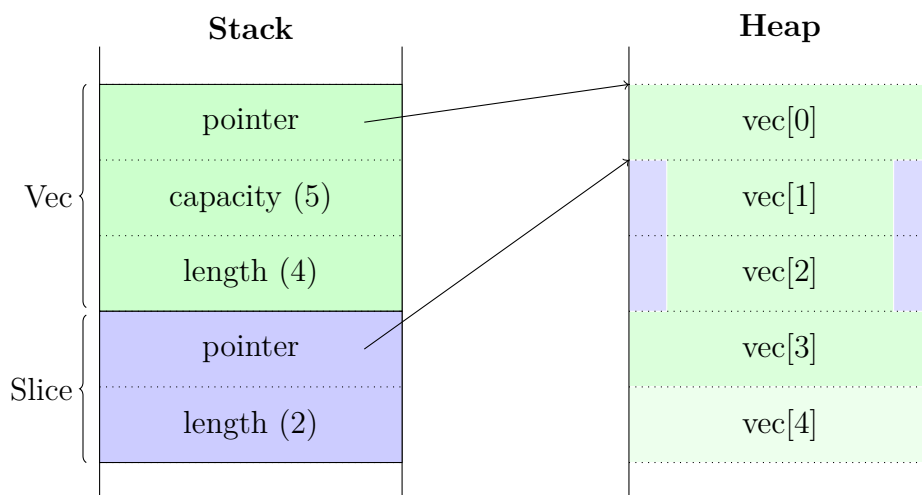 Stack
Heap
Vec
pointer
capacity (5)
length (4)
Slice
pointer
length (2)
vec[0]
vec[1]
vec[2]
vec[3]
vec[4]